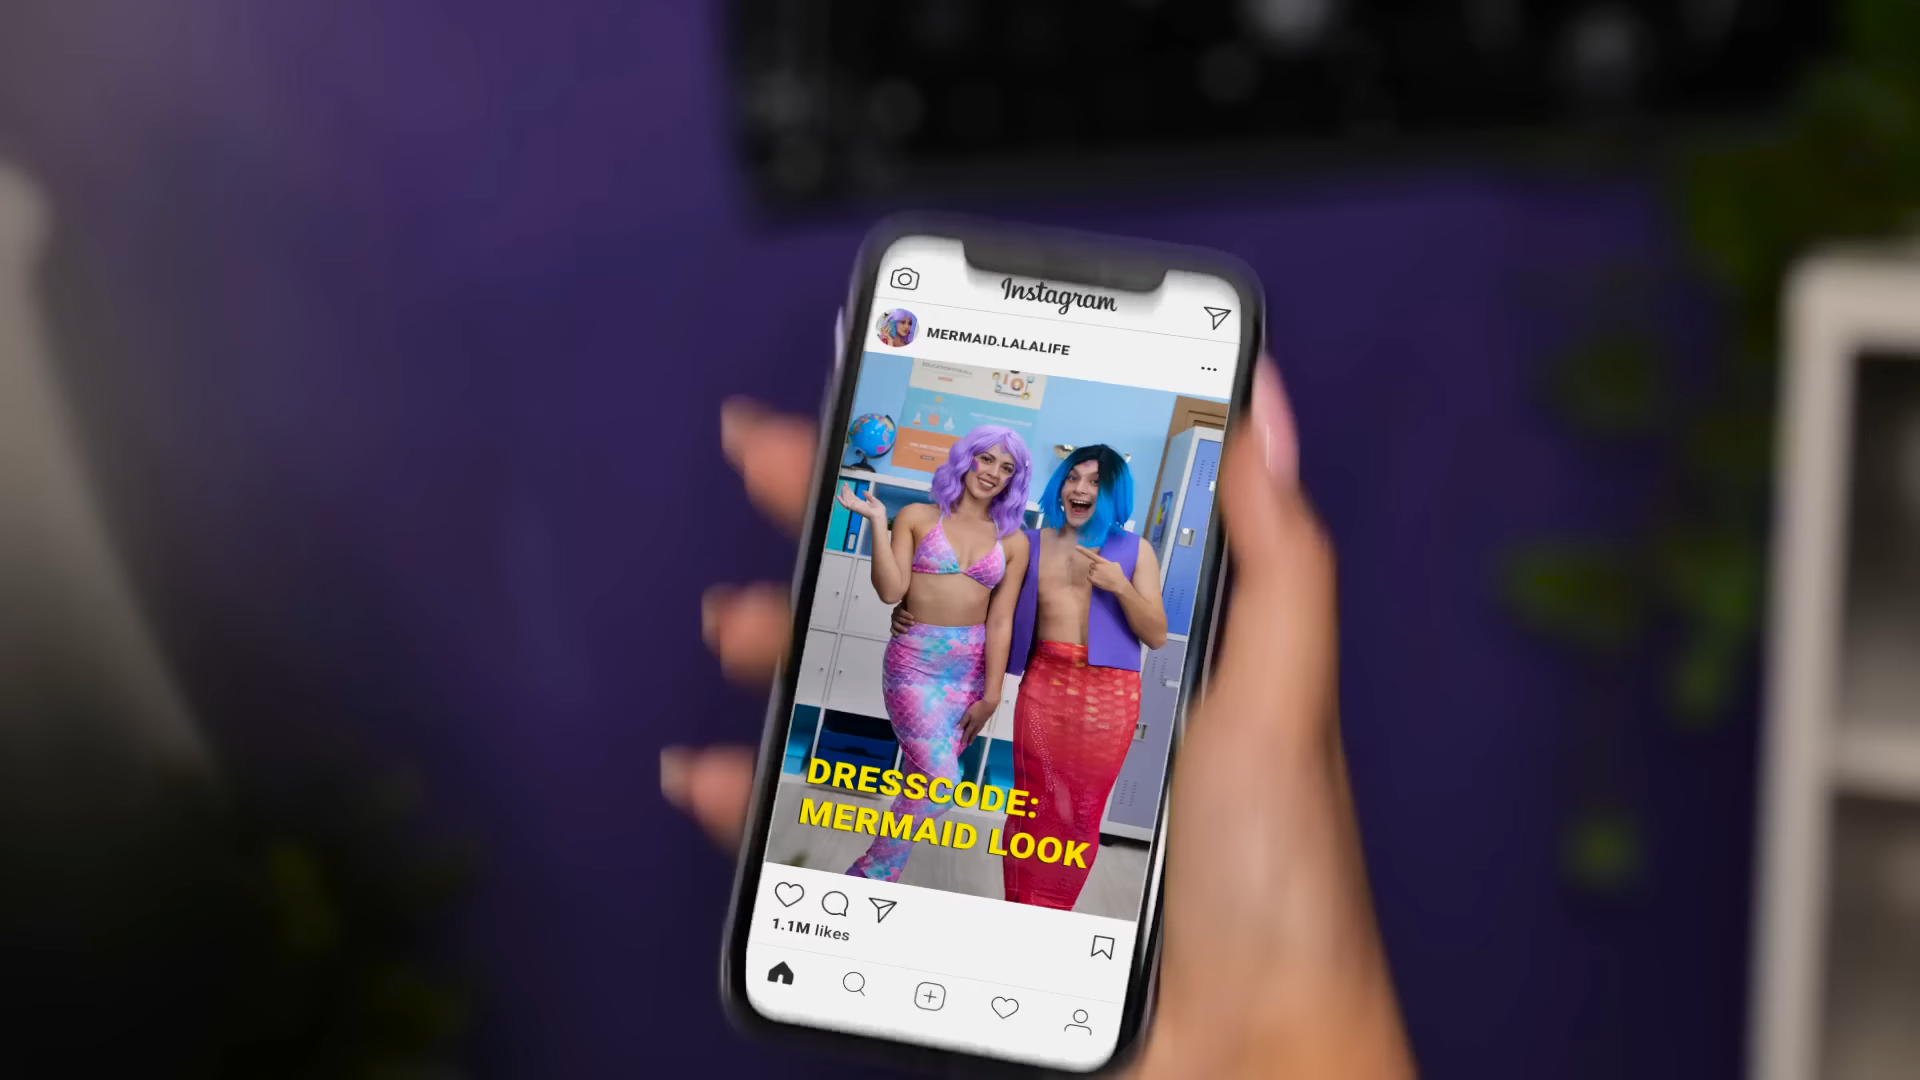 Instagram
MERMAID.LALALIFE
DRESSCODE:
MERMAID LOOK
1.1M likes